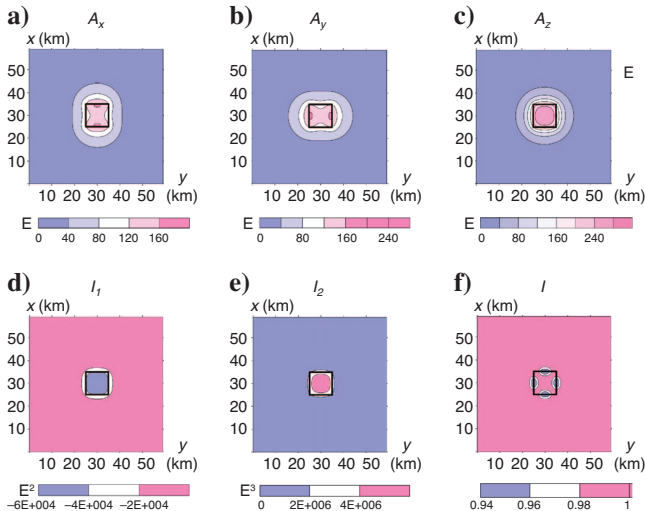 a) Ax b) Ay c) Az
x (km) x (km) x (km)
50 50 50 E
40 40 40
30 30 30
20 20 20
10 10 10
y y y
10 20 30 40 50 (km) 10 20 30 40 50 (km) 10 20 30 40 50 (km)
E E E
0 40 80 120 160 0 80 160 240 0 80 160 240
d) I1 e) I2 f) I
x (km) x (km) x (km)
50 50 50
40 40 40
30 30 30
20 20 20
10 10 10
y y y
10 20 30 40 50 (km) 10 20 30 40 50 (km) 10 20 30 40 50 (km)
E² E³
−6E+004 −4E+004 −2E+004 0 2E+006 4E+006 0.94 0.96 0.98 1